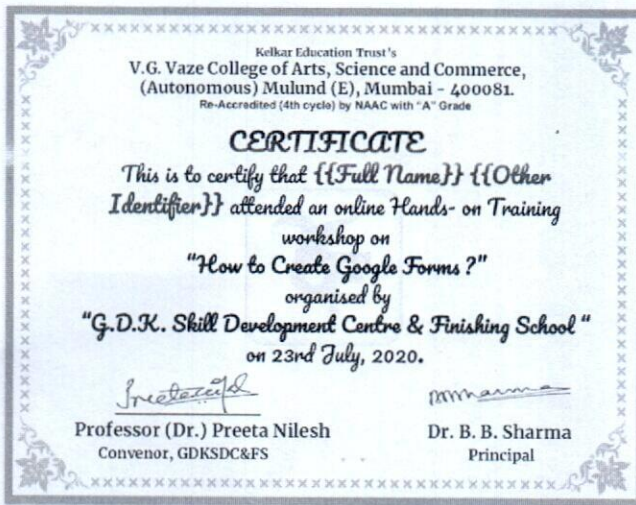 Kelkar Education Trust's
V.G. Vaze College of Arts, Science and Commerce,
(Autonomous) Mulund (E), Mumbai - 400081.
Re-Accredited (4th cycle) by NAAC with "A" Grade
CERTIFICATE
This is to certify that {{Full Name}} {{Other
Identifier}} attended an online Hands- on Training
workshop on
"How to Create Google Forms ?"
organised by
"G.D.K. Skill Development Centre & Finishing School "
on 23rd July, 2020.
Professor (Dr.) Preeta Nilesh
Convenor, GDKSDC&FS
Dr. B. B. Sharma
Principal